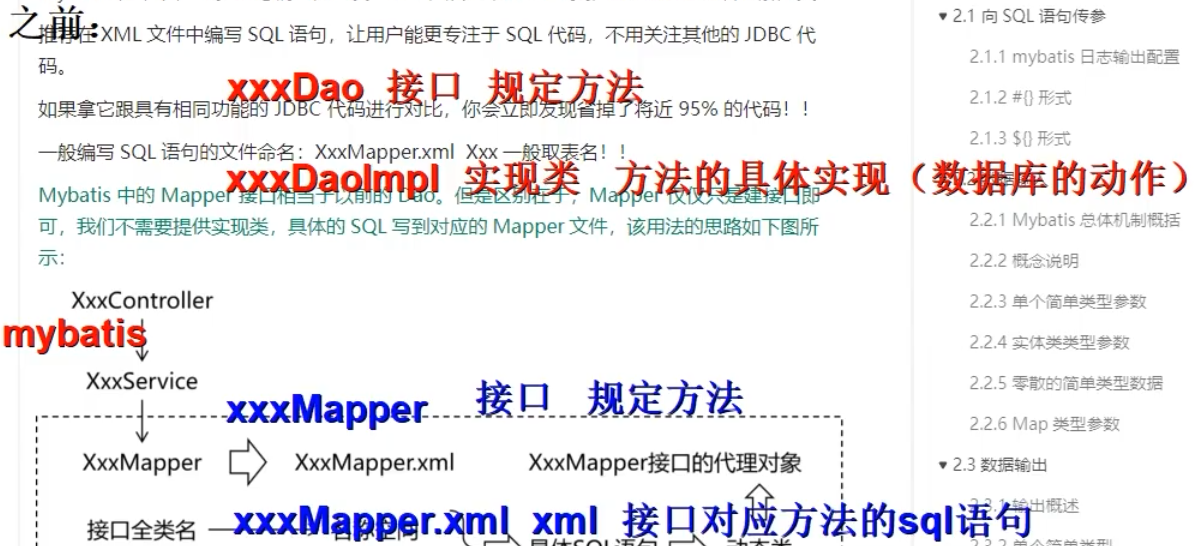 之前：
推荐在 XML 文件中编写 SQL 语句，让用户能更专注于 SQL 代码，不用关注其他的 JDBC 代
码。
xxxDao 接口 规定方法
如果拿它跟具有相同功能的 JDBC 代码进行对比，你会立即发现省掉了将近 95% 的代码！！
一般编写 SQL 语句的文件命名：XxxMapper.xml Xxx 一般取表名！！
xxxDaoImpl 实现类 方法的具体实现（数据库的动作）
Mybatis 中的 Mapper 接口相当于以前的 Dao。但是区别在于，Mapper 仅仅只是建接口即
可，我们不需要提供实现类，具体的 SQL 写到对应的 Mapper 文件，该用法的思路如下图所
示：
XxxController
mybatis
XxxService
xxxMapper 接口 规定方法
XxxMapper XxxMapper.xml XxxMapper接口的代理对象
xxxMapper.xml xml 接口对应方法的sql语句
接口全类名
具体SQL语句 动态类
2.1 向 SQL 语句传参
2.1.1 mybatis 日志输出配置
2.1.2 #{} 形式
2.1.3 ${} 形式
2.2.1 Mybatis 总体机制概括
2.2.2 概念说明
2.2.3 单个简单类型参数
2.2.4 实体类类型参数
2.2.5 零散的简单类型数据
2.2.6 Map 类型参数
2.3 数据输出
2.3.1 输出概述
2.3.2 单个简单类型